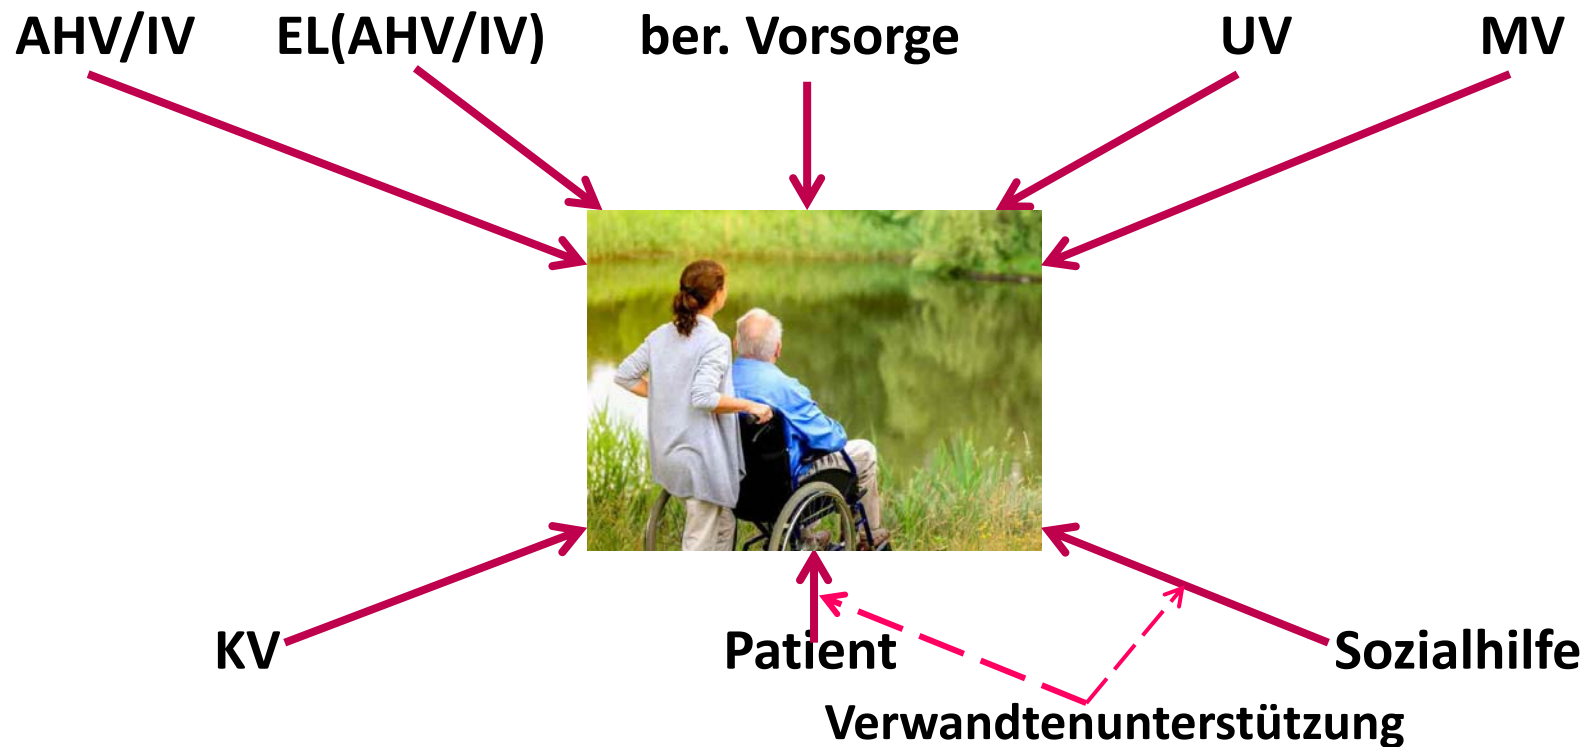 AHV/IV EL(AHV/IV) ber. Vorsorge UV MV
KV Patient Sozialhilfe
Verwandtenunterstützung